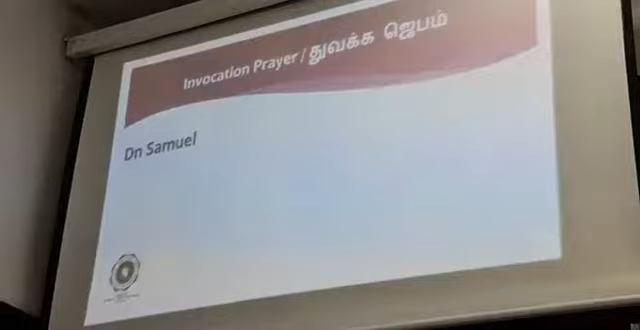 Invocation Prayer / துவக்க ஜெபம்
Dn Samuel